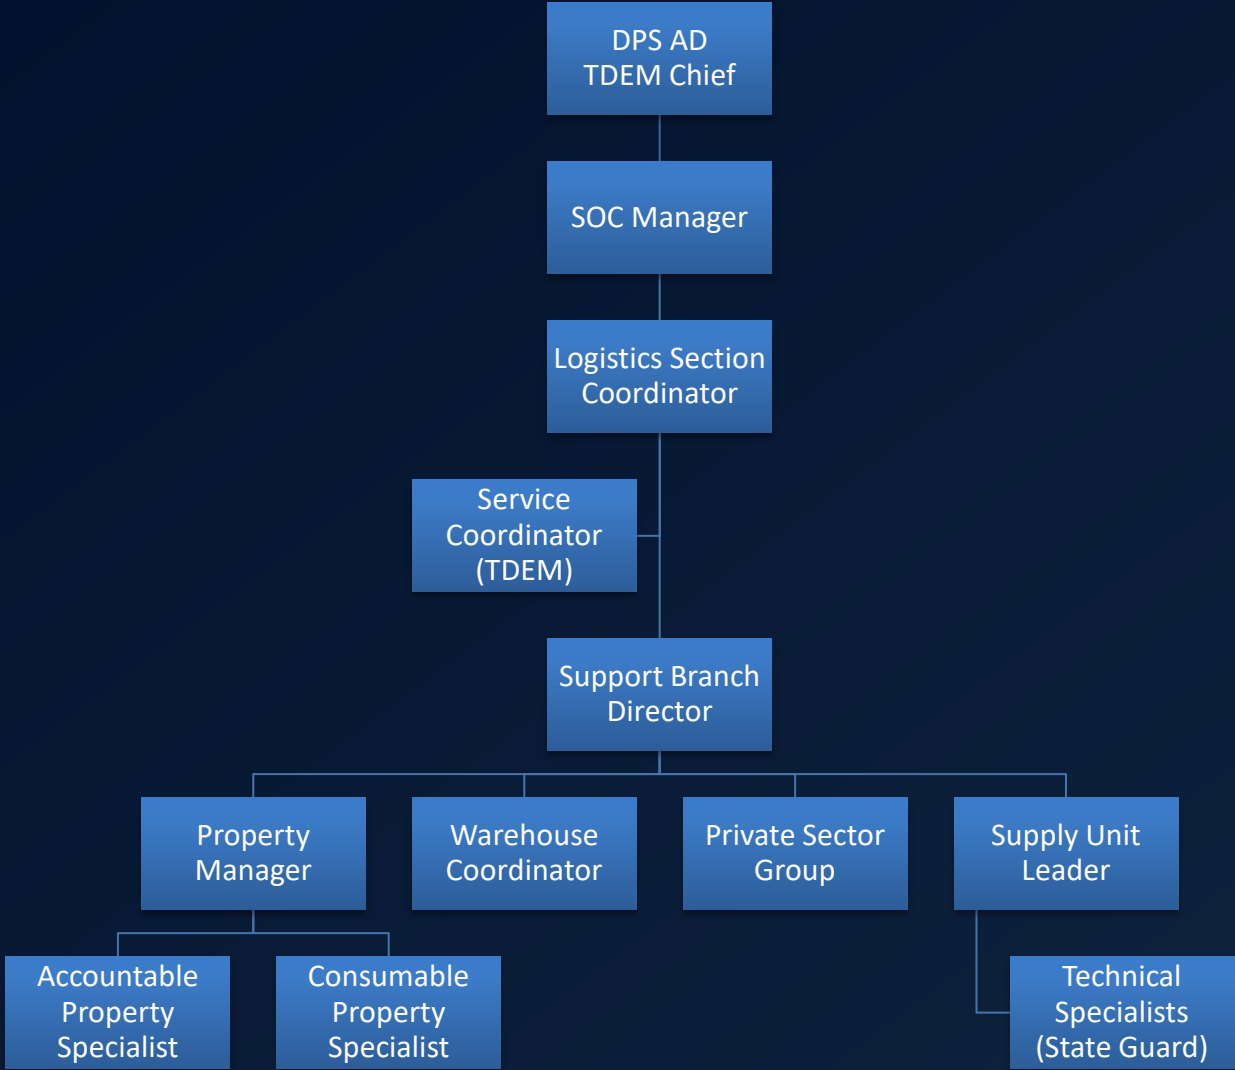 DPS AD
TDEM Chief
SOC Manager
Logistics Section
Coordinator
Service
Coordinator
(TDEM)
Support Branch
Director
Property
Manager
Warehouse
Coordinator
Private Sector
Group
Supply Unit
Leader
Accountable
Property
Specialist
Consumable
Property
Specialist
Technical
Specialists
(State Guard)